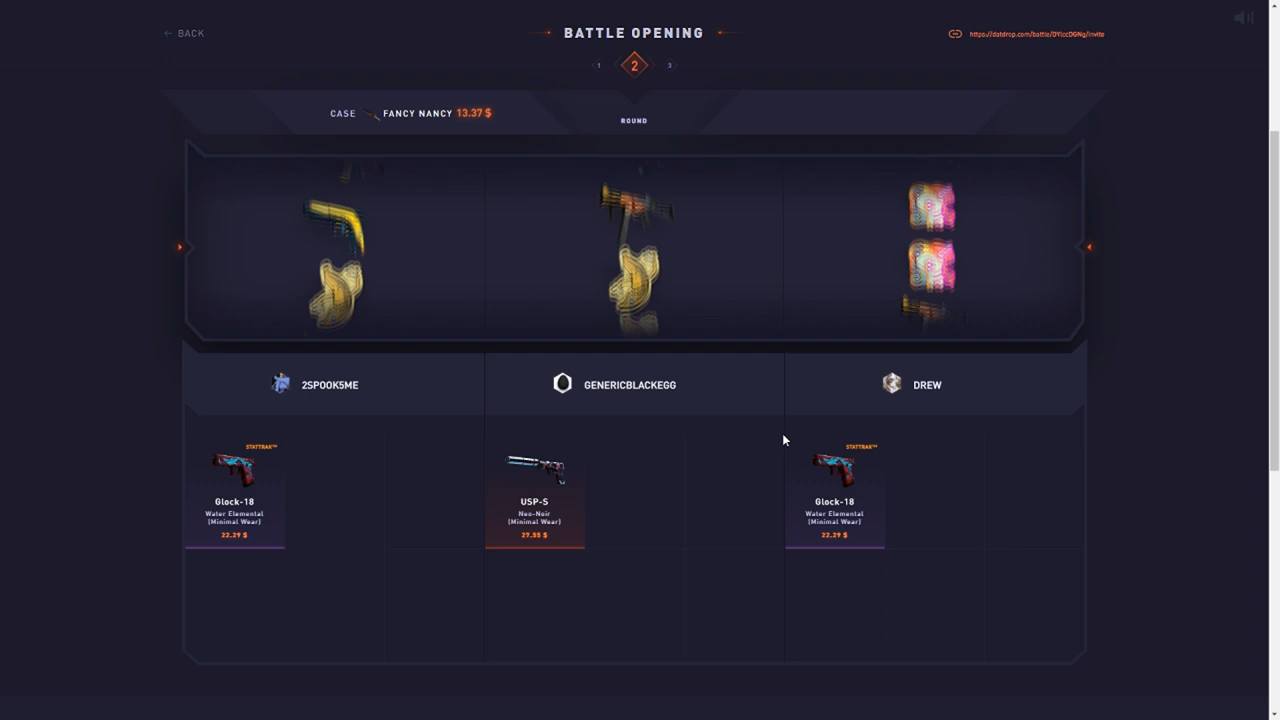 ← BACK
BATTLE OPENING
https://datdrop.com/battle/DYiccDGNg/invite
1 2 3
CASE FANCY NANCY 13.37 $
ROUND
2SPOOK5ME
GENERICBLACKEGG
DREW
STATTRAK™
Glock-18
Water Elemental
(Minimal Wear)
22.29 $
USP-S
Neo-Noir
(Minimal Wear)
27.55 $
STATTRAK™
Glock-18
Water Elemental
(Minimal Wear)
22.29 $